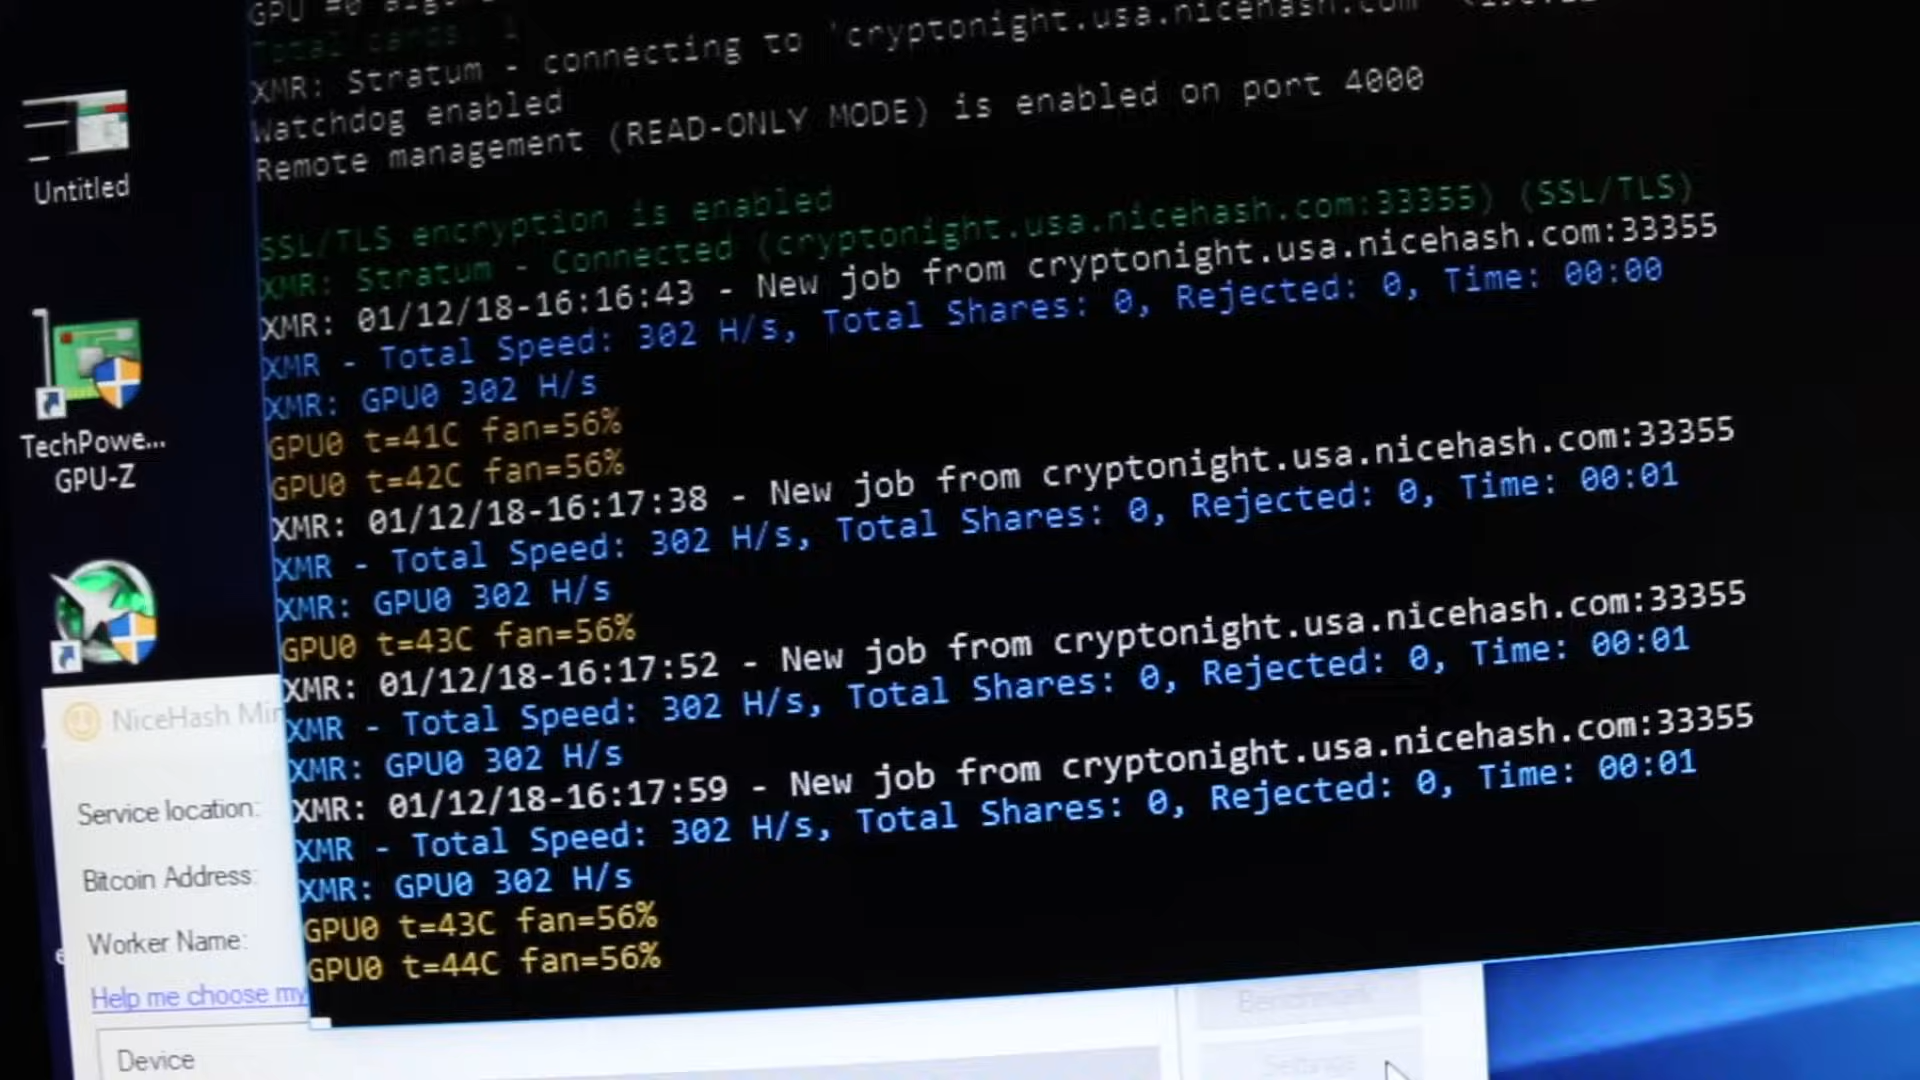 GPU #0
Total cards: 1
XMR: Stratum - connecting to 'cryptonight.usa.nicehash.com'
Watchdog enabled
Remote management (READ-ONLY MODE) is enabled on port 4000
SSL/TLS encryption is enabled
XMR: Stratum - Connected (cryptonight.usa.nicehash.com:33355) (SSL/TLS)
XMR: 01/12/18-16:16:43 - New job from cryptonight.usa.nicehash.com:33355
XMR - Total Speed: 302 H/s, Total Shares: 0, Rejected: 0, Time: 00:00
XMR: GPU0 302 H/s
GPU0 t=41C fan=56%
GPU0 t=42C fan=56%
XMR: 01/12/18-16:17:38 - New job from cryptonight.usa.nicehash.com:33355
XMR - Total Speed: 302 H/s, Total Shares: 0, Rejected: 0, Time: 00:01
XMR: GPU0 302 H/s
GPU0 t=43C fan=56%
XMR: 01/12/18-16:17:52 - New job from cryptonight.usa.nicehash.com:33355
XMR - Total Speed: 302 H/s, Total Shares: 0, Rejected: 0, Time: 00:01
XMR: GPU0 302 H/s
XMR: 01/12/18-16:17:59 - New job from cryptonight.usa.nicehash.com:33355
XMR - Total Speed: 302 H/s, Total Shares: 0, Rejected: 0, Time: 00:01
XMR: GPU0 302 H/s
GPU0 t=43C fan=56%
GPU0 t=44C fan=56%
Untitled
TechPowe...
GPU-Z
NiceHash
Service location:
Bitcoin Address:
Worker Name:
Help me choose my
Device
Benchmark
Settings